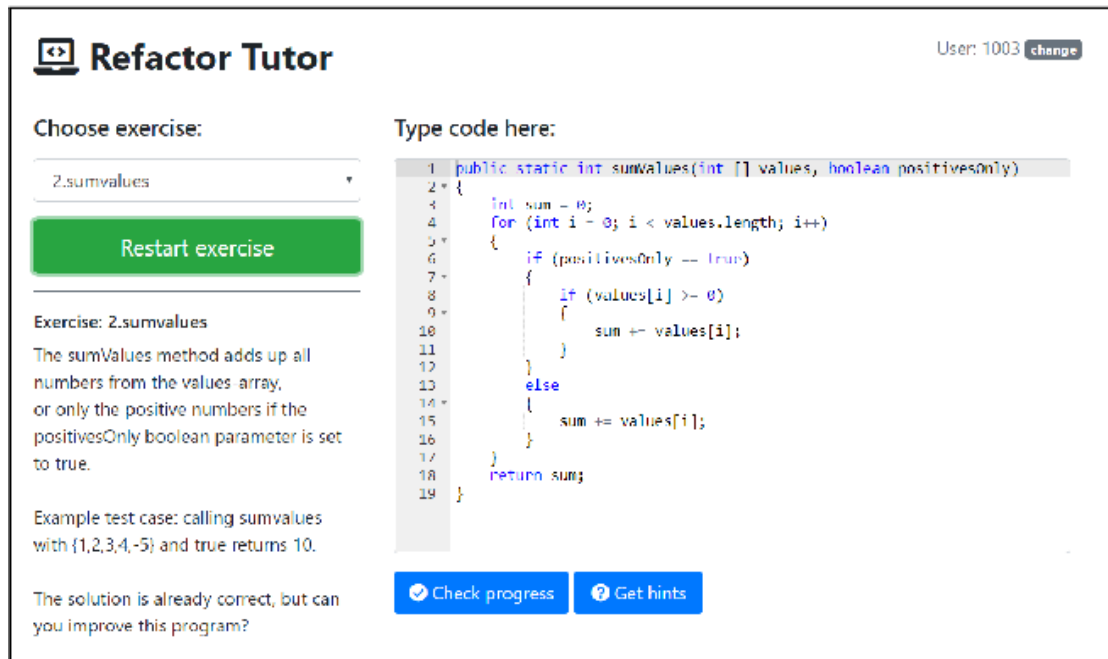 Refactor Tutor
User: 1003 change
Choose exercise:
2.sumvalues
Restart exercise
Exercise: 2.sumvalues
The sumValues method adds up all
numbers from the values-array,
or only the positive numbers if the
positivesOnly boolean parameter is set
to true.
Example test case: calling sumvalues
with {1,2,3,4,-5} and true returns 10.
The solution is already correct, but can
you improve this program?
Type code here:
1 public static int sumValues(int [] values, boolean positivesOnly)
2 {
3 int sum = 0;
4 for (int i = 0; i < values.length; i++)
5 {
6 if (positivesOnly == true)
7 {
8 if (values[i] >= 0)
9 {
10 sum += values[i];
11 }
12 }
13 else
14 {
15 sum += values[i];
16 }
17 }
18 return sum;
19 }
Check progress
Get hints